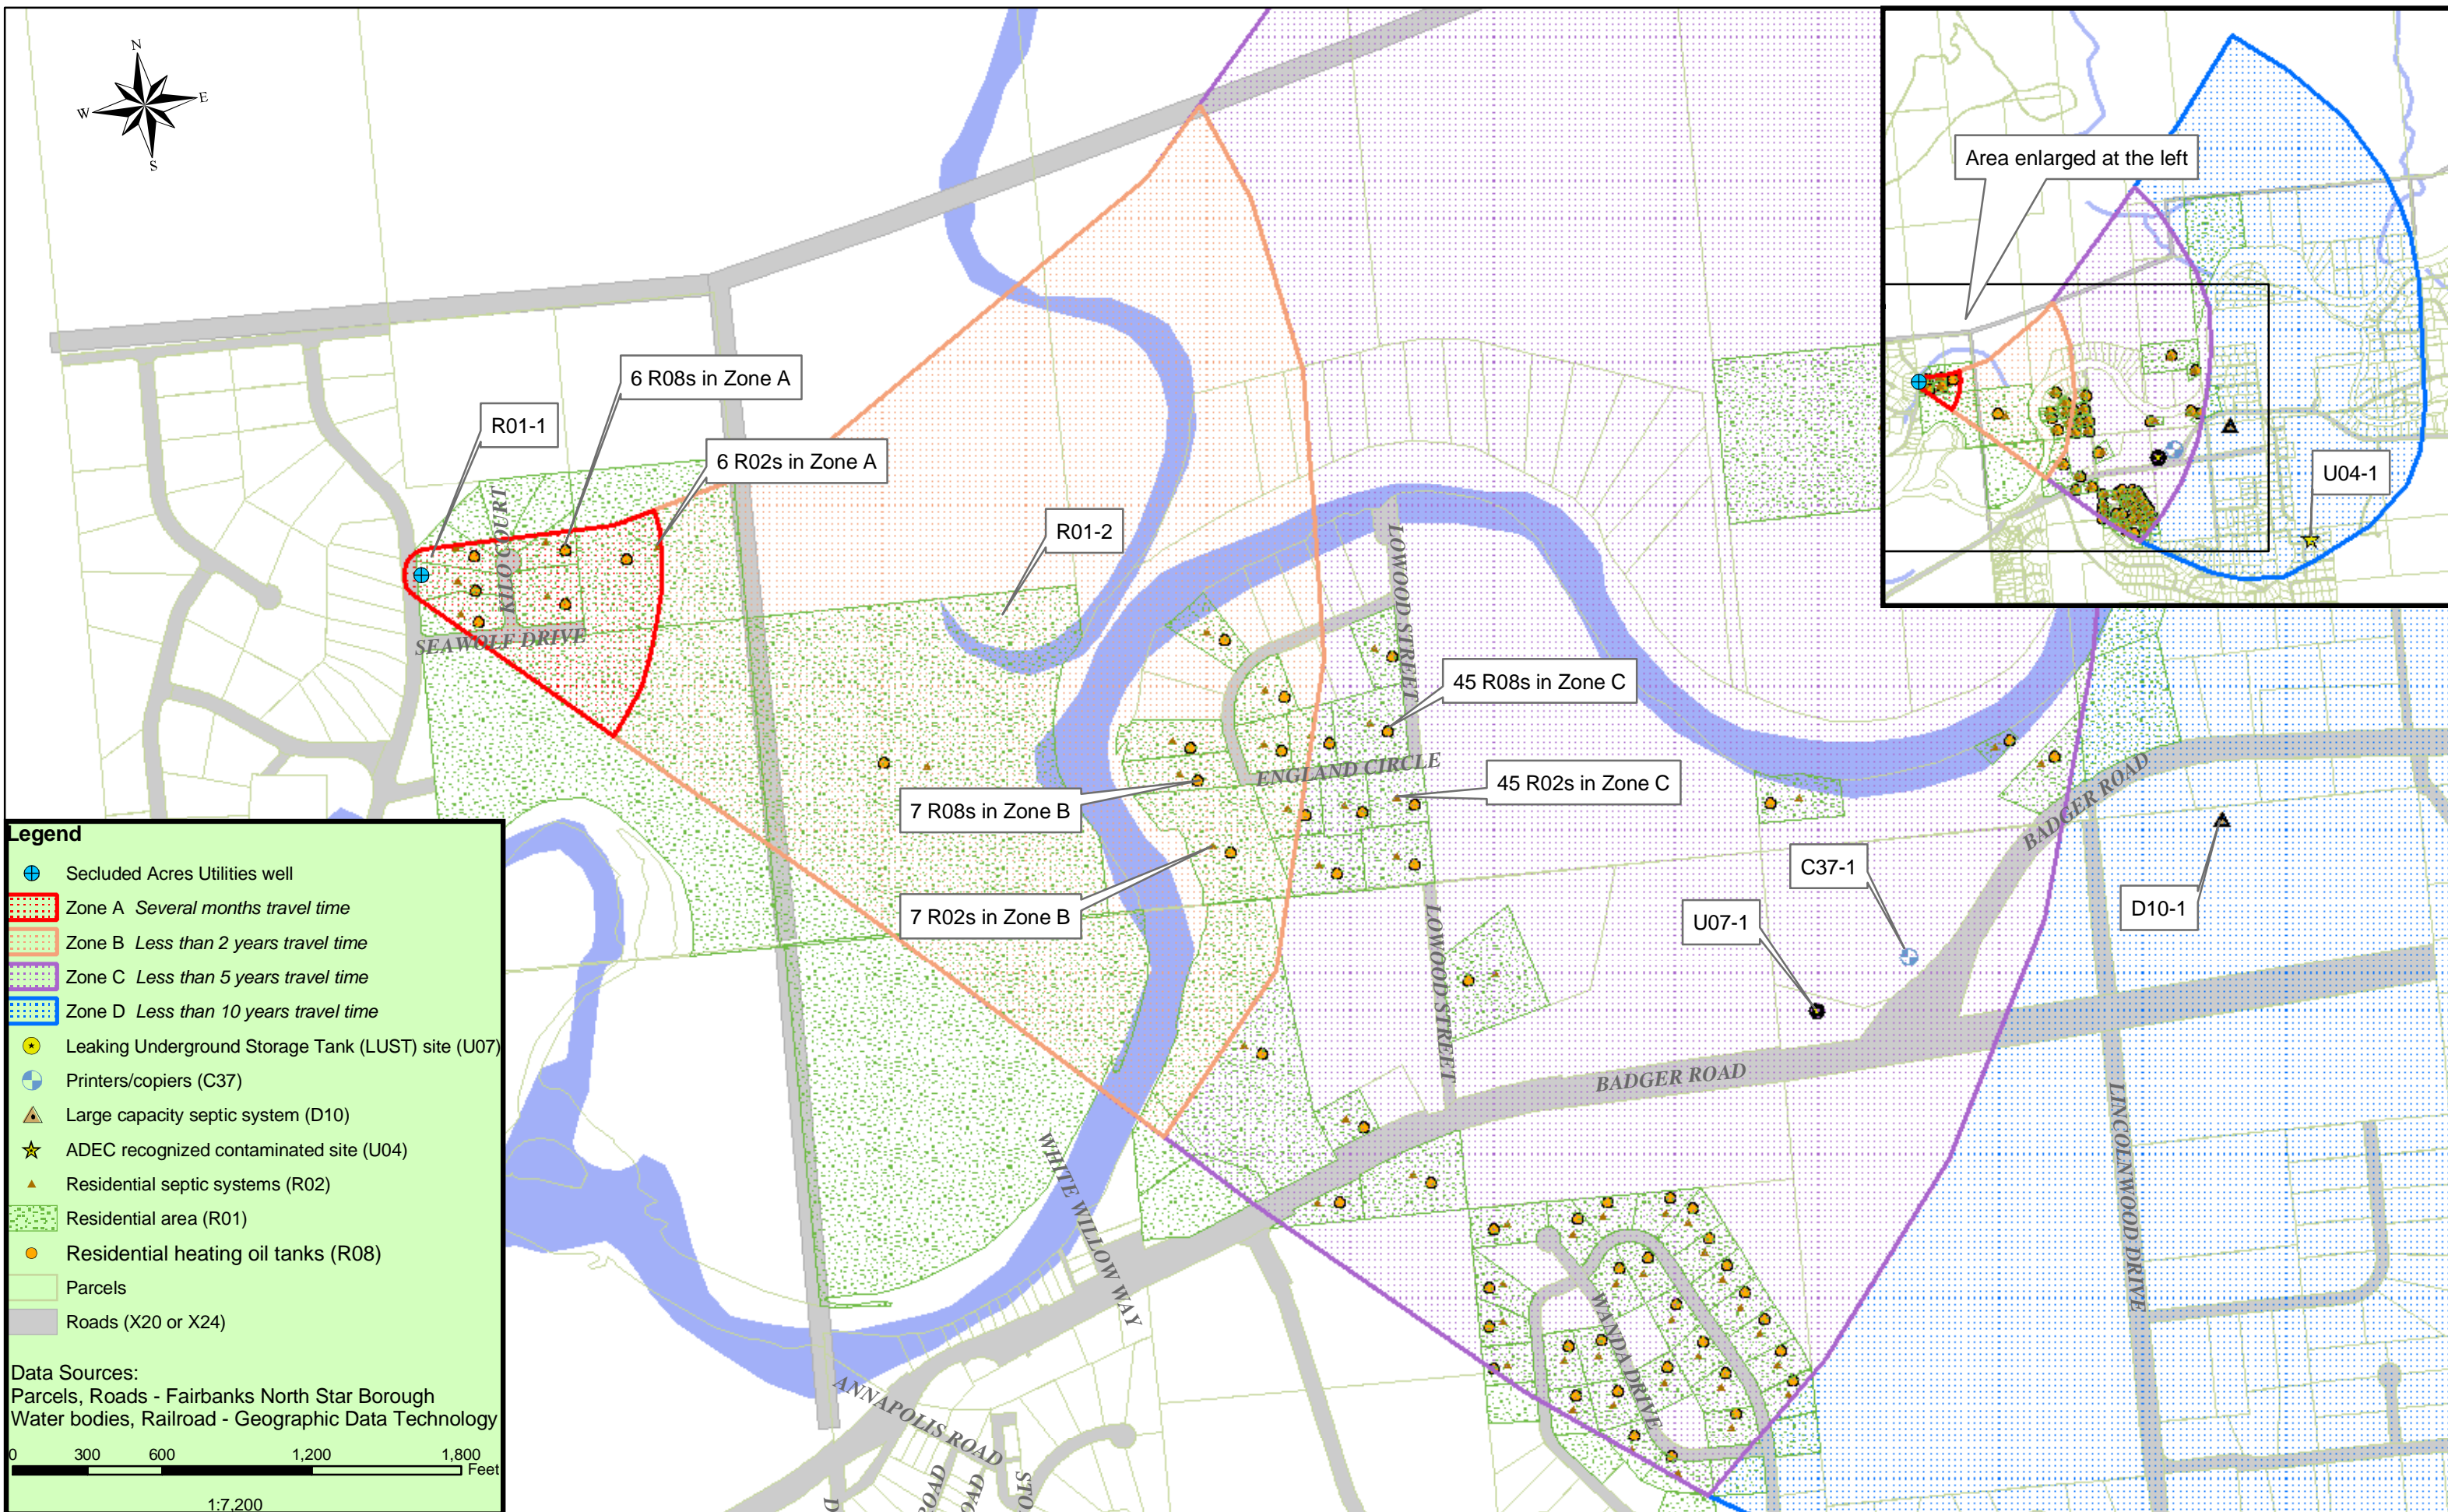 N
W
E
S
Area enlarged at the left
U04-1
6 R08s in Zone A
R01-1
6 R02s in Zone A
KILO COURT
SEAWOLF DRIVE
R01-2
LOWOOD STREET
45 R08s in Zone C
ENGLAND CIRCLE
45 R02s in Zone C
7 R08s in Zone B
7 R02s in Zone B
BADGER ROAD
C37-1
D10-1
U07-1
LOWOOD STREET
BADGER ROAD
LINCOLNWOOD DRIVE
WHITE WILLOW WAY
WANDA DRIVE
ANNAPOLIS ROAD
D
ROAD
OAD
STO
Legend
Secluded Acres Utilities well
Zone A Several months travel time
Zone B Less than 2 years travel time
Zone C Less than 5 years travel time
Zone D Less than 10 years travel time
Leaking Underground Storage Tank (LUST) site (U07)
Printers/copiers (C37)
Large capacity septic system (D10)
ADEC recognized contaminated site (U04)
Residential septic systems (R02)
Residential area (R01)
Residential heating oil tanks (R08)
Parcels
Roads (X20 or X24)
Data Sources:
Parcels, Roads - Fairbanks North Star Borough
Water bodies, Railroad - Geographic Data Technology
0 300 600 1,200 1,800
Feet
1:7,200